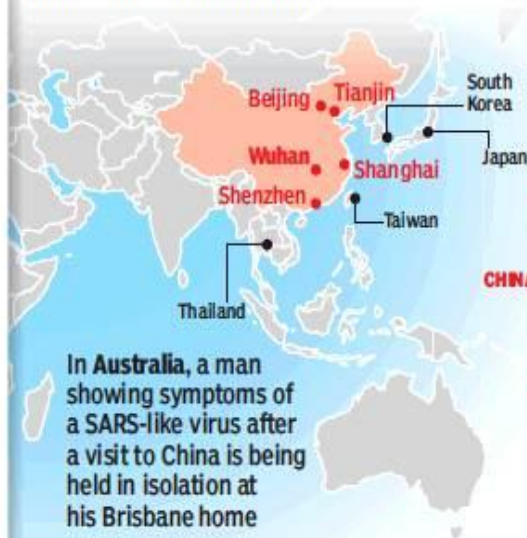 Beijing
Tianjin
South
Korea
Wuhan
Shanghai
Japan
Shenzhen
Taiwan
CHINA
Thailand
In Australia, a man
showing symptoms of
a SARS-like virus after
a visit to China is being
held in isolation at
his Brisbane home